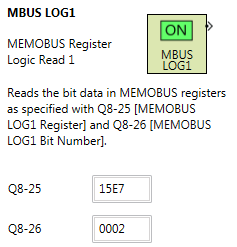 MBUS LOG1
MEMOBUS Register
Logic Read 1
ON
MBUS
LOG1
Reads the bit data in MEMOBUS registers
as specified with Q8-25 [MEMOBUS
LOG1 Register] and Q8-26 [MEMOBUS
LOG1 Bit Number].
Q8-25
15E7
Q8-26
0002